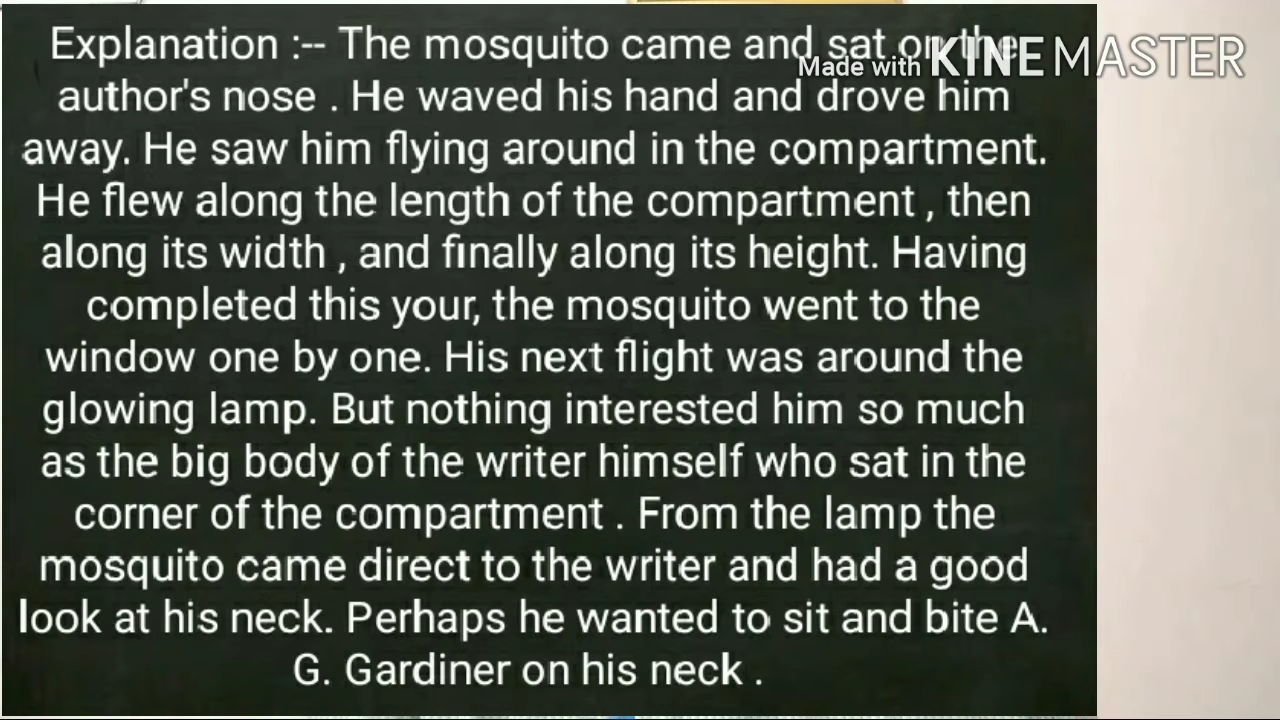 Explanation :-- The mosquito came and sat on the
Made with KINEMASTER
author's nose . He waved his hand and drove him
away. He saw him flying around in the compartment.
He flew along the length of the compartment , then
along its width , and finally along its height. Having
completed this your, the mosquito went to the
window one by one. His next flight was around the
glowing lamp. But nothing interested him so much
as the big body of the writer himself who sat in the
corner of the compartment . From the lamp the
mosquito came direct to the writer and had a good
look at his neck. Perhaps he wanted to sit and bite A.
G. Gardiner on his neck .